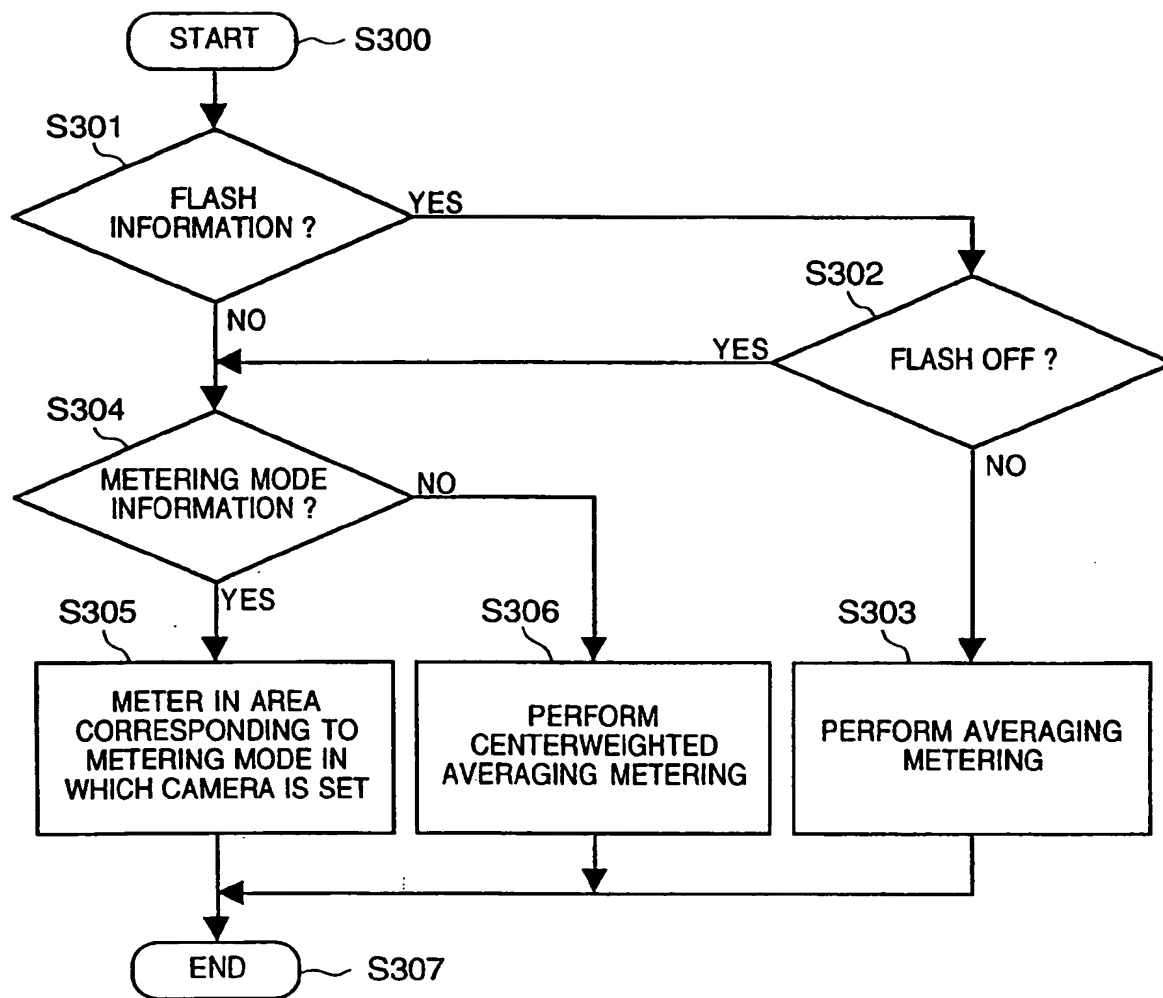 START
S300
S301
FLASH
INFORMATION ?
YES
NO
S302
FLASH OFF ?
YES
NO
S304
METERING MODE
INFORMATION ?
NO
YES
S305
METER IN AREA
CORRESPONDING TO
METERING MODE IN
WHICH CAMERA IS SET
S306
PERFORM
CENTERWEIGHTED
AVERAGING METERING
S303
PERFORM AVERAGING
METERING
END
S307